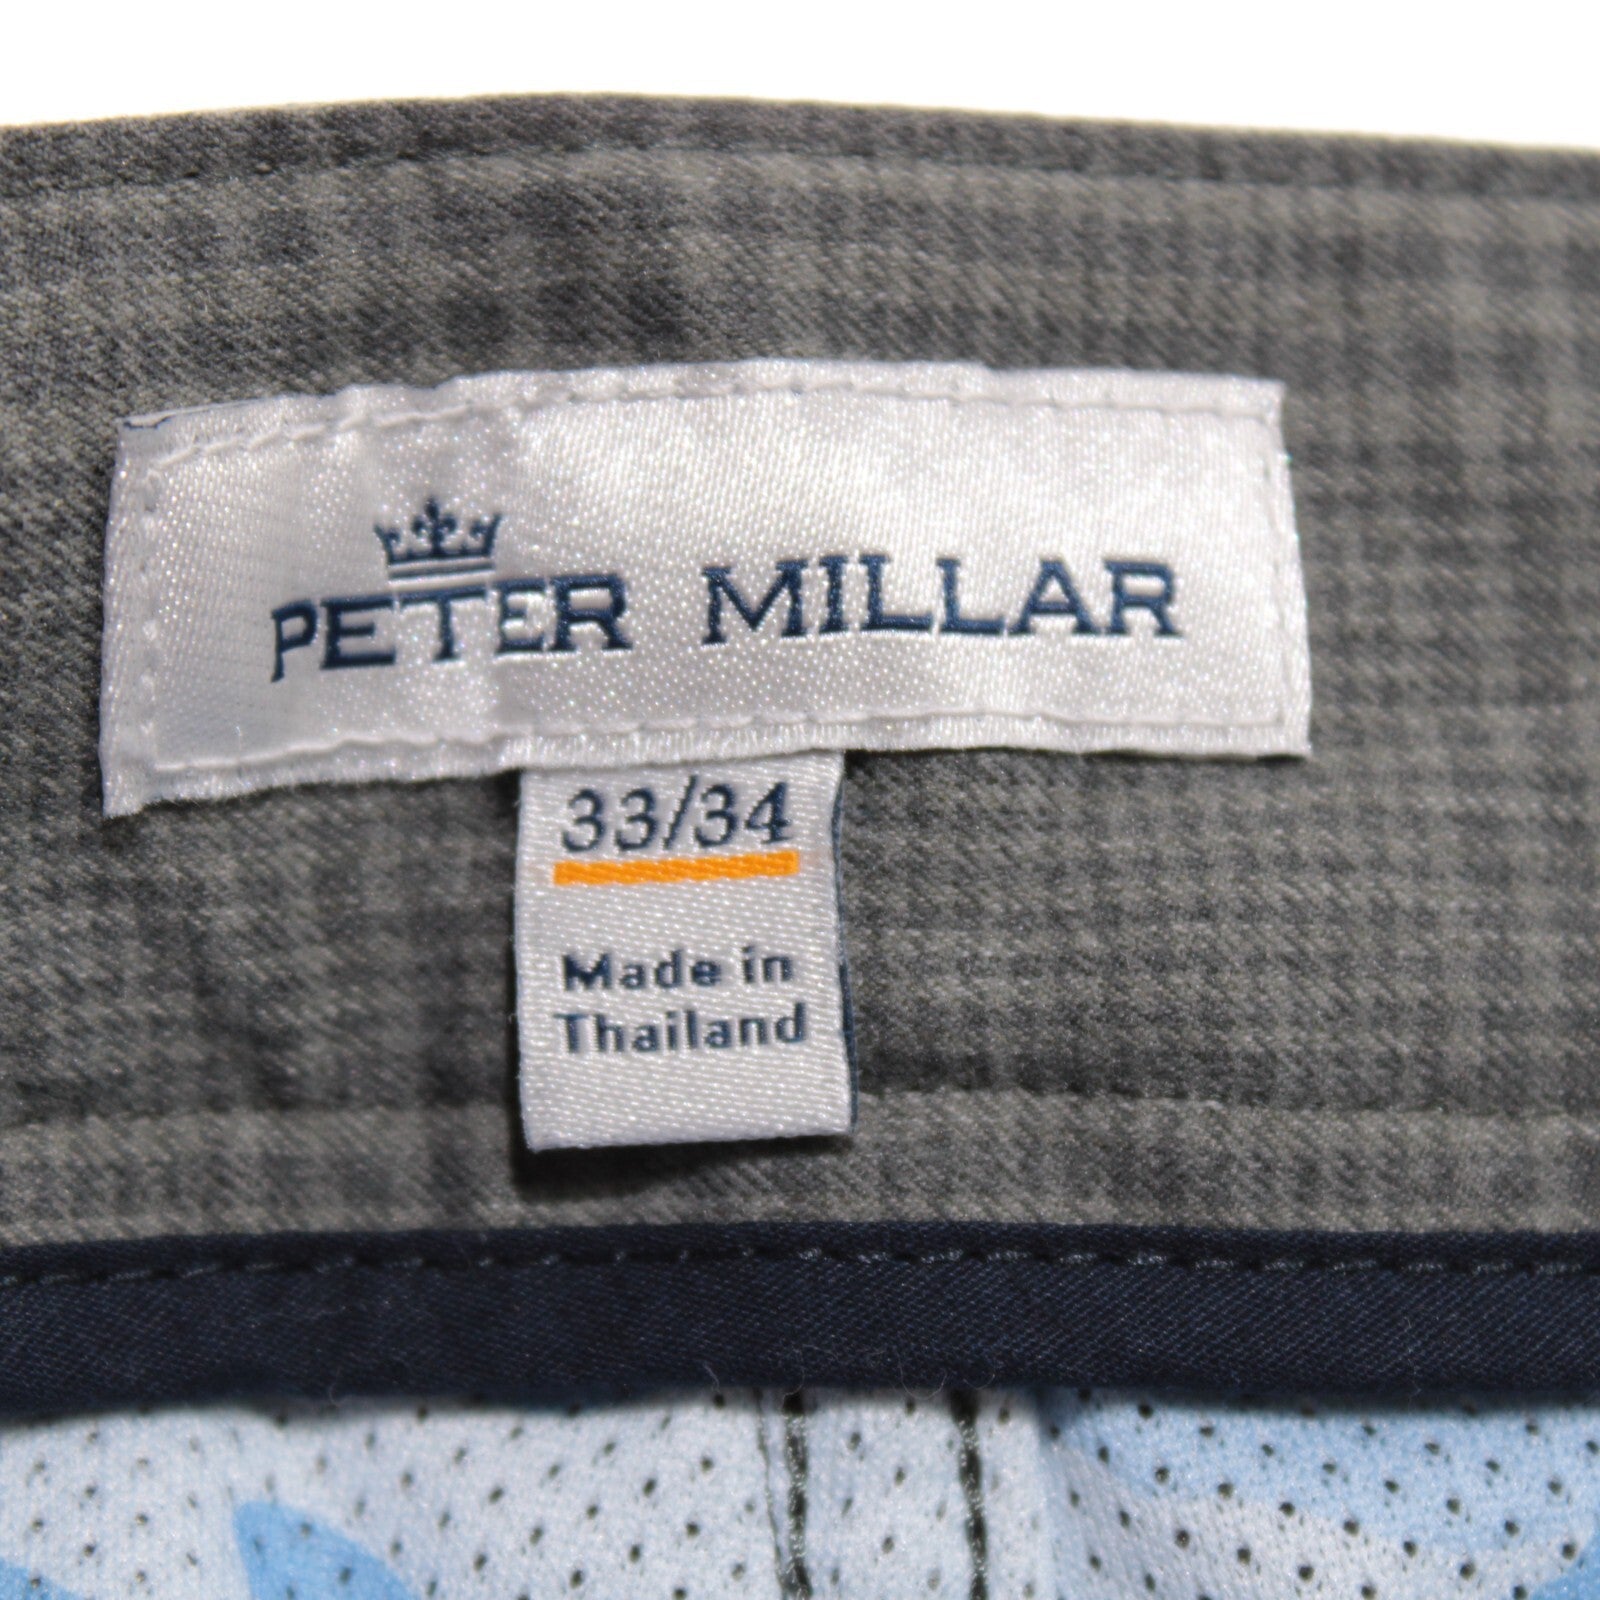 PETER MILLAR
33/34
Made in
Thailand